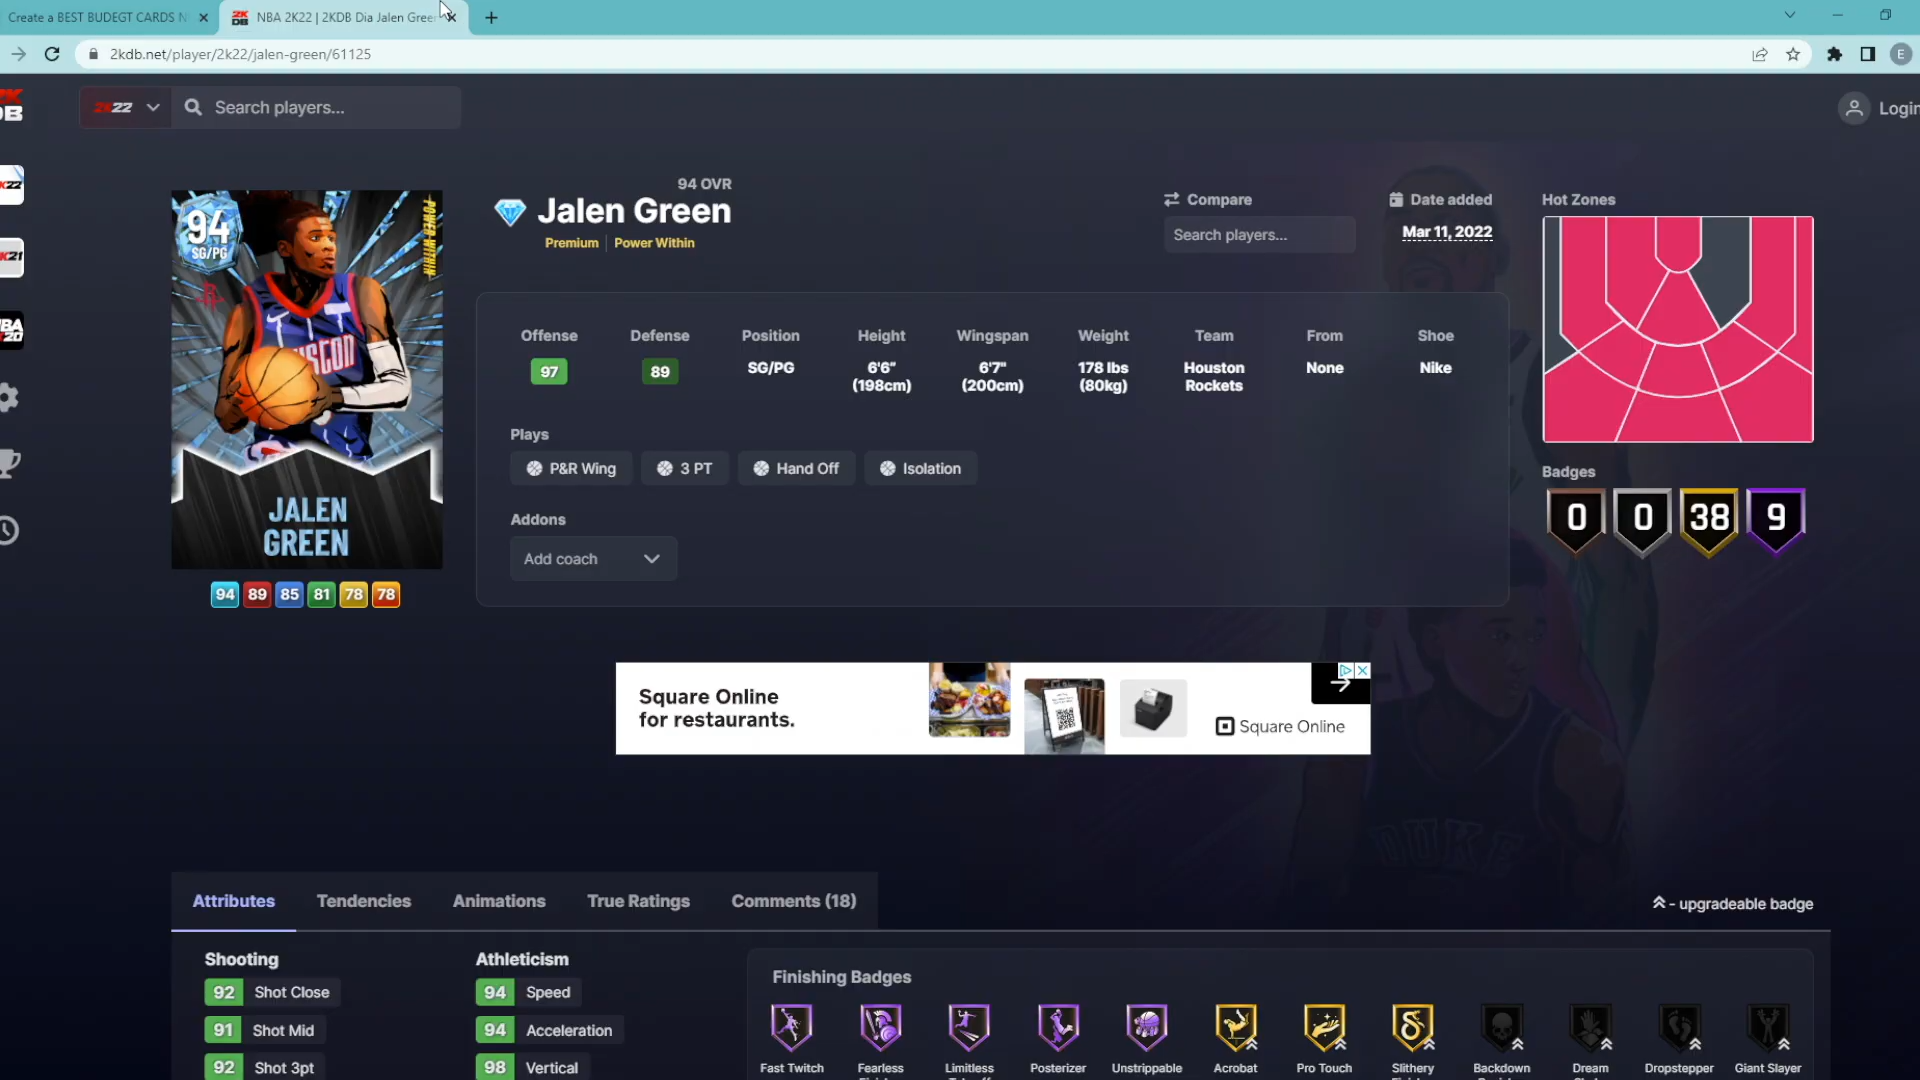 Create a BEST BUDEGT CARDS N
NBA 2K22 | 2KDB Dia Jalen Green
2kdb.net/player/2k22/jalen-green/61125
E
2K
DB
2K22
Search players...
Login
94
SG/PG
POWER WITHIN
HOUSTON
JALEN
GREEN
94 89 85 81 78 78
94 OVR
Jalen Green
Premium | Power Within
Compare
Search players...
Date added
Mar 11, 2022
Hot Zones
Offense Defense Position Height Wingspan Weight Team From Shoe
97 89 SG/PG 6'6" 6'7" 178 lbs Houston None Nike
(198cm) (200cm) (80kg) Rockets
Plays
P&R Wing 3 PT Hand Off Isolation
Addons
Add coach
Badges
0 0 38 9
Square Online
for restaurants.
Square Online
DUKE
Attributes Tendencies Animations True Ratings Comments (18)
- upgradeable badge
Shooting
92 Shot Close
91 Shot Mid
92 Shot 3pt
Athleticism
94 Speed
94 Acceleration
98 Vertical
Finishing Badges
Fast Twitch Fearless Limitless Posterizer Unstrippable Acrobat Pro Touch Slithery Backdown Dream Dropstepper Giant Slayer